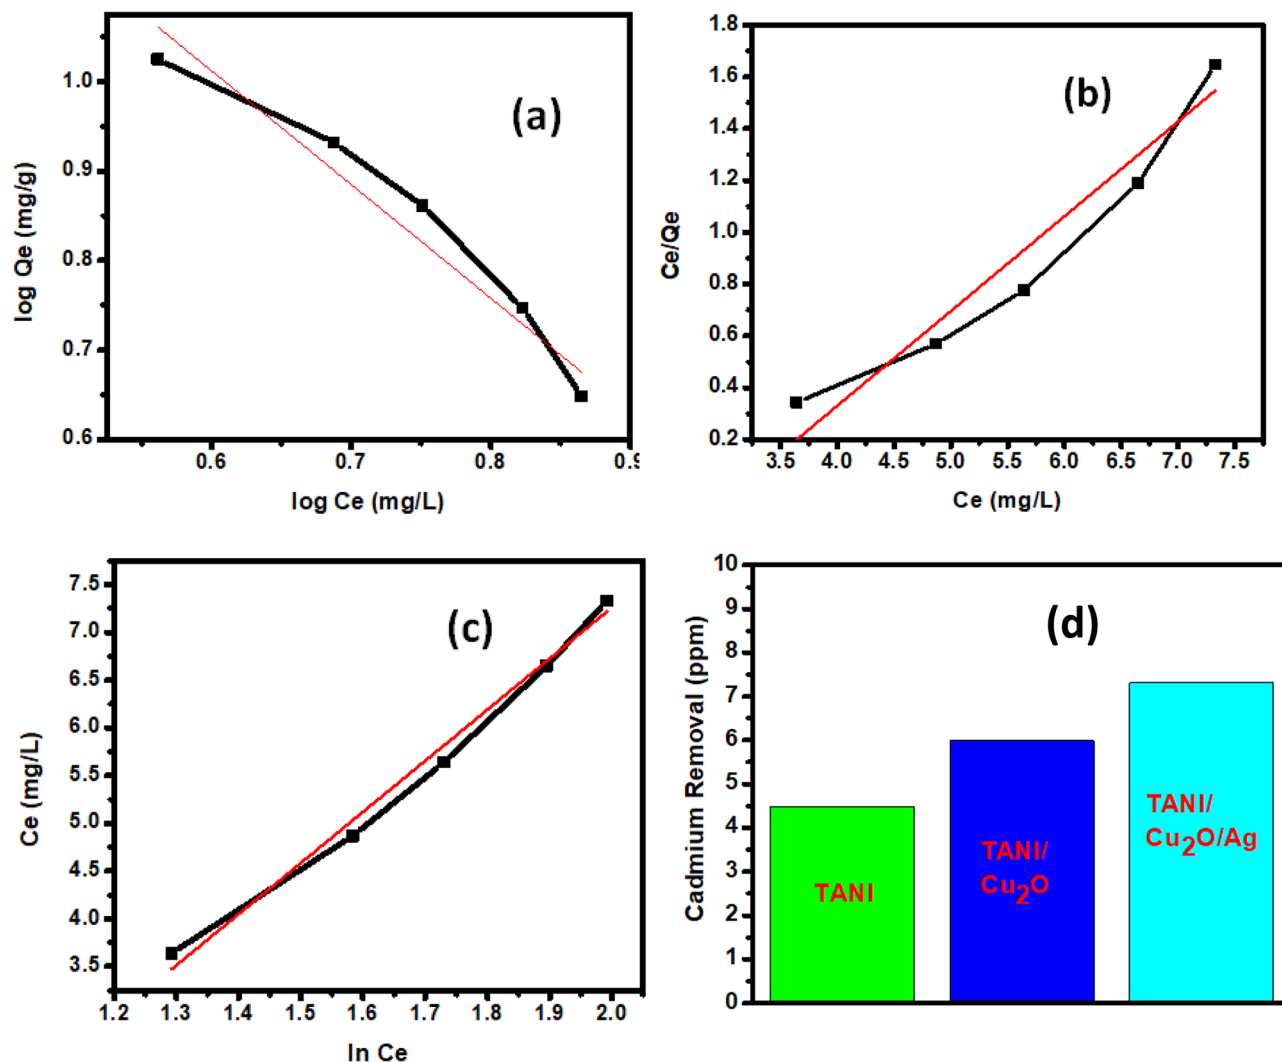 (a)
log Qe (mg/g)
1.0
0.9
0.8
0.7
0.6
0.6 0.7 0.8 0.9
log Ce (mg/L)
(b)
Ce/Qe
1.8
1.6
1.4
1.2
1.0
0.8
0.6
0.4
0.2
3.5 4.0 4.5 5.0 5.5 6.0 6.5 7.0 7.5
Ce (mg/L)
(c)
Ce (mg/L)
7.5
7.0
6.5
6.0
5.5
5.0
4.5
4.0
3.5
1.2 1.3 1.4 1.5 1.6 1.7 1.8 1.9 2.0
In Ce
(d)
Cadmium Removal (ppm)
10
9
8
7
6
5
4
3
2
1
0
TANI
TANI/
Cu₂O
TANI/
Cu₂O/Ag